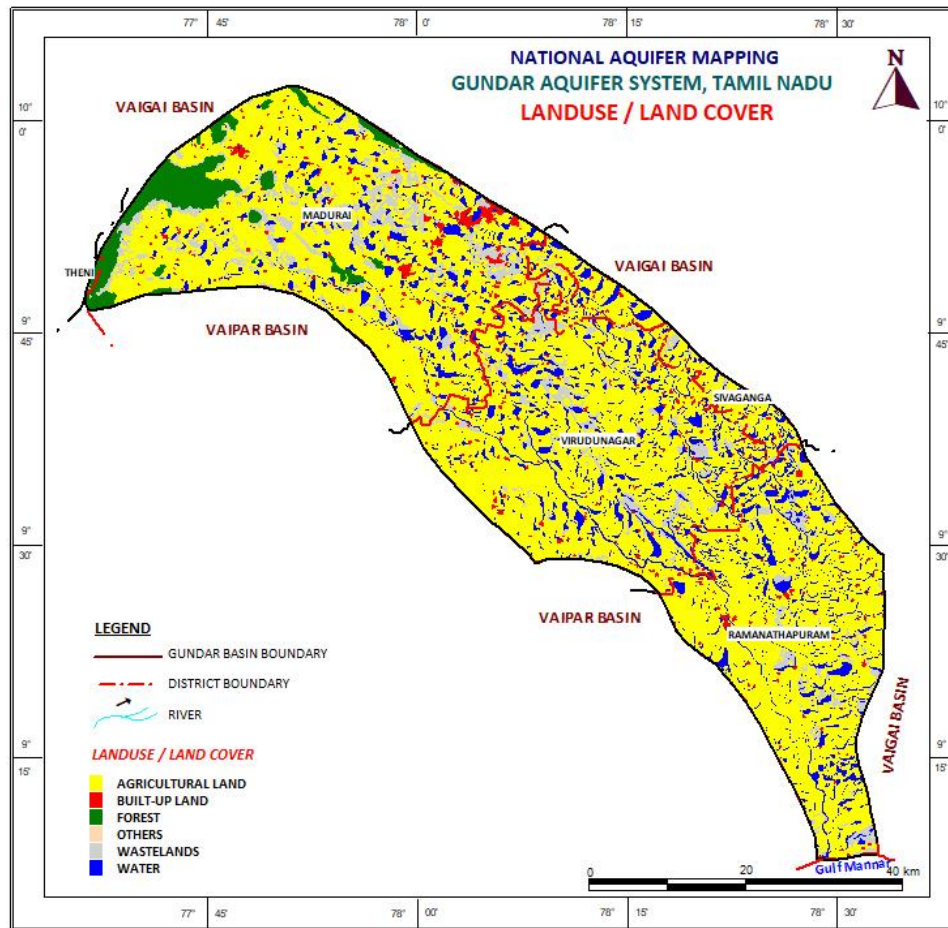 77° 45' 78° 0' 78° 15' 78° 30'
NATIONAL AQUIFER MAPPING
GUNDAR AQUIFER SYSTEM, TAMIL NADU
LANDUSE / LAND COVER
N
10° 0'
10° 0'
VAIGAI BASIN
MADURAI
THENI
VAIGAI BASIN
VAIPAR BASIN
9° 45'
9° 45'
SIVAGANGA
VIRUDUNAGAR
9° 30'
9° 30'
VAIPAR BASIN
RAMANATHAPURAM
VAIGAI BASIN
LEGEND
GUNDAR BASIN BOUNDARY
DISTRICT BOUNDARY
RIVER
9° 15'
9° 15'
LANDUSE / LAND COVER
AGRICULTURAL LAND
BUILT-UP LAND
FOREST
OTHERS
WASTELANDS
WATER
Gulf Mannar
0 20 40 km
77° 45' 78° 00' 78° 15' 78° 30'